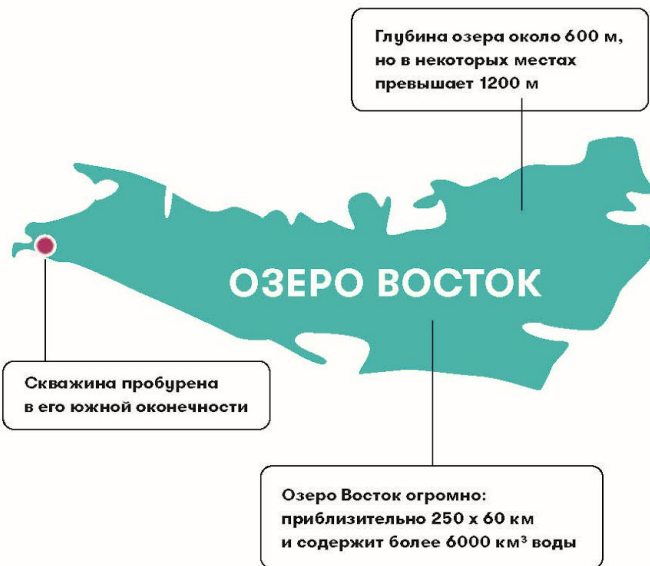 Глубина озера около 600 м,
но в некоторых местах
превышает 1200 м
ОЗЕРО ВОСТОК
Скважина пробурена
в его южной оконечности
Озеро Восток огромно:
приблизительно 250 х 60 км
и содержит более 6000 км³ воды